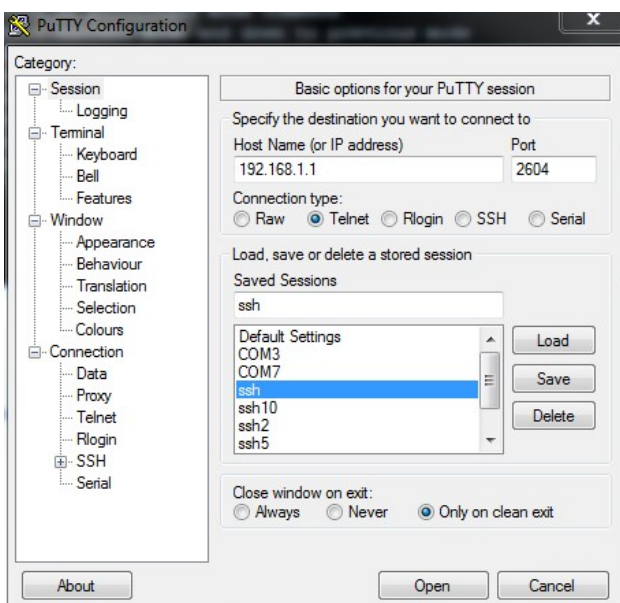 PuTTY Configuration
Category:
Session
Logging
Terminal
Keyboard
Bell
Features
Window
Appearance
Behaviour
Translation
Selection
Colours
Connection
Data
Proxy
Telnet
Rlogin
SSH
Serial
Basic options for your PuTTY session
Specify the destination you want to connect to
Host Name (or IP address) Port
192.168.1.1 2604
Connection type:
Raw Telnet Rlogin SSH Serial
Load, save or delete a stored session
Saved Sessions
ssh
Default Settings
COM3
COM7
ssh
ssh10
ssh2
ssh5
Load
Save
Delete
Close window on exit:
Always Never Only on clean exit
About Open Cancel